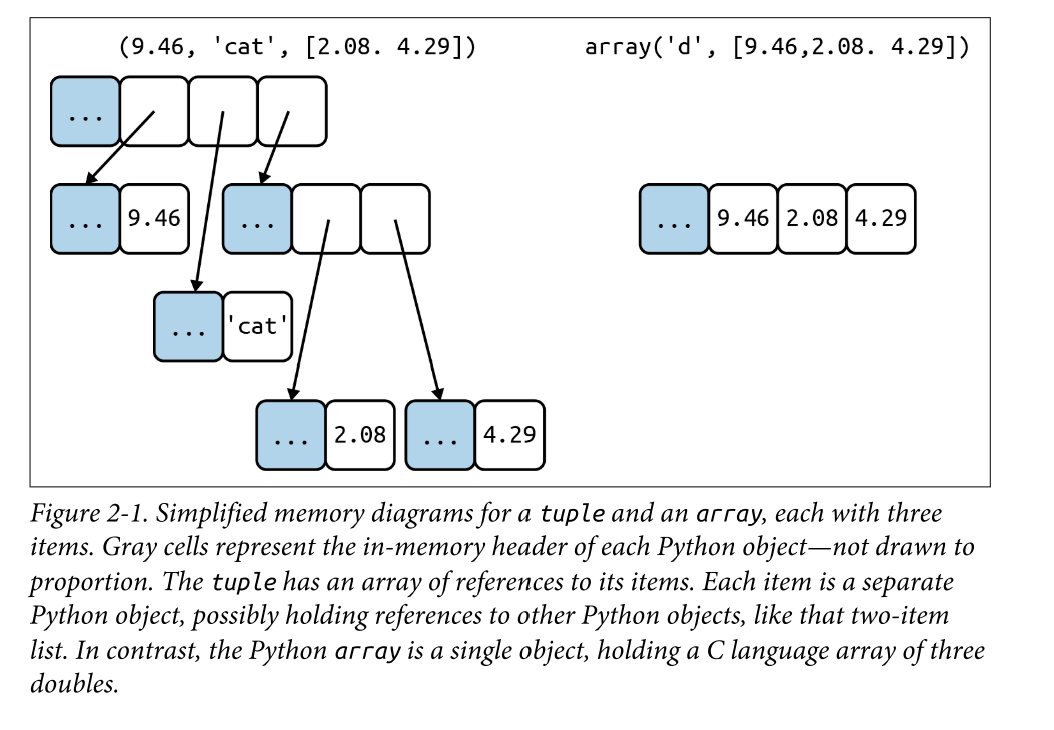 (9.46, 'cat', [2.08. 4.29])
array('d', [9.46,2.08. 4.29])
...
... 9.46
...
... 9.46 2.08 4.29
... 'cat'
... 2.08
... 4.29
Figure 2-1. Simplified memory diagrams for a tuple and an array, each with three
items. Gray cells represent the in-memory header of each Python object—not drawn to
proportion. The tuple has an array of references to its items. Each item is a separate
Python object, possibly holding references to other Python objects, like that two-item
list. In contrast, the Python array is a single object, holding a C language array of three
doubles.